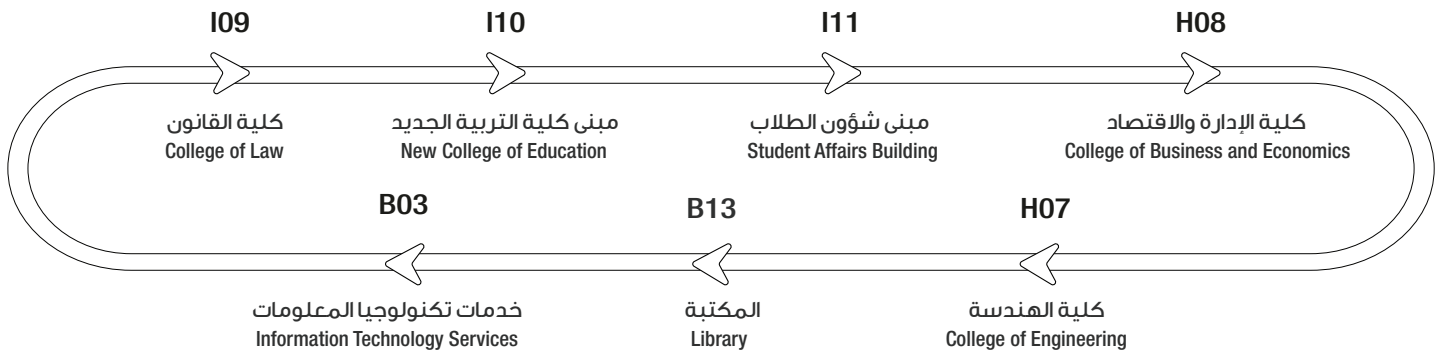 I09
كلية القانون
College of Law
I10
مبنى كلية التربية الجديد
New College of Education
I11
مبنى شؤون الطلاب
Student Affairs Building
H08
كلية الإدارة والاقتصاد
College of Business and Economics
H07
كلية الهندسة
College of Engineering
B13
المكتبة
Library
B03
خدمات تكنولوجيا المعلومات
Information Technology Services